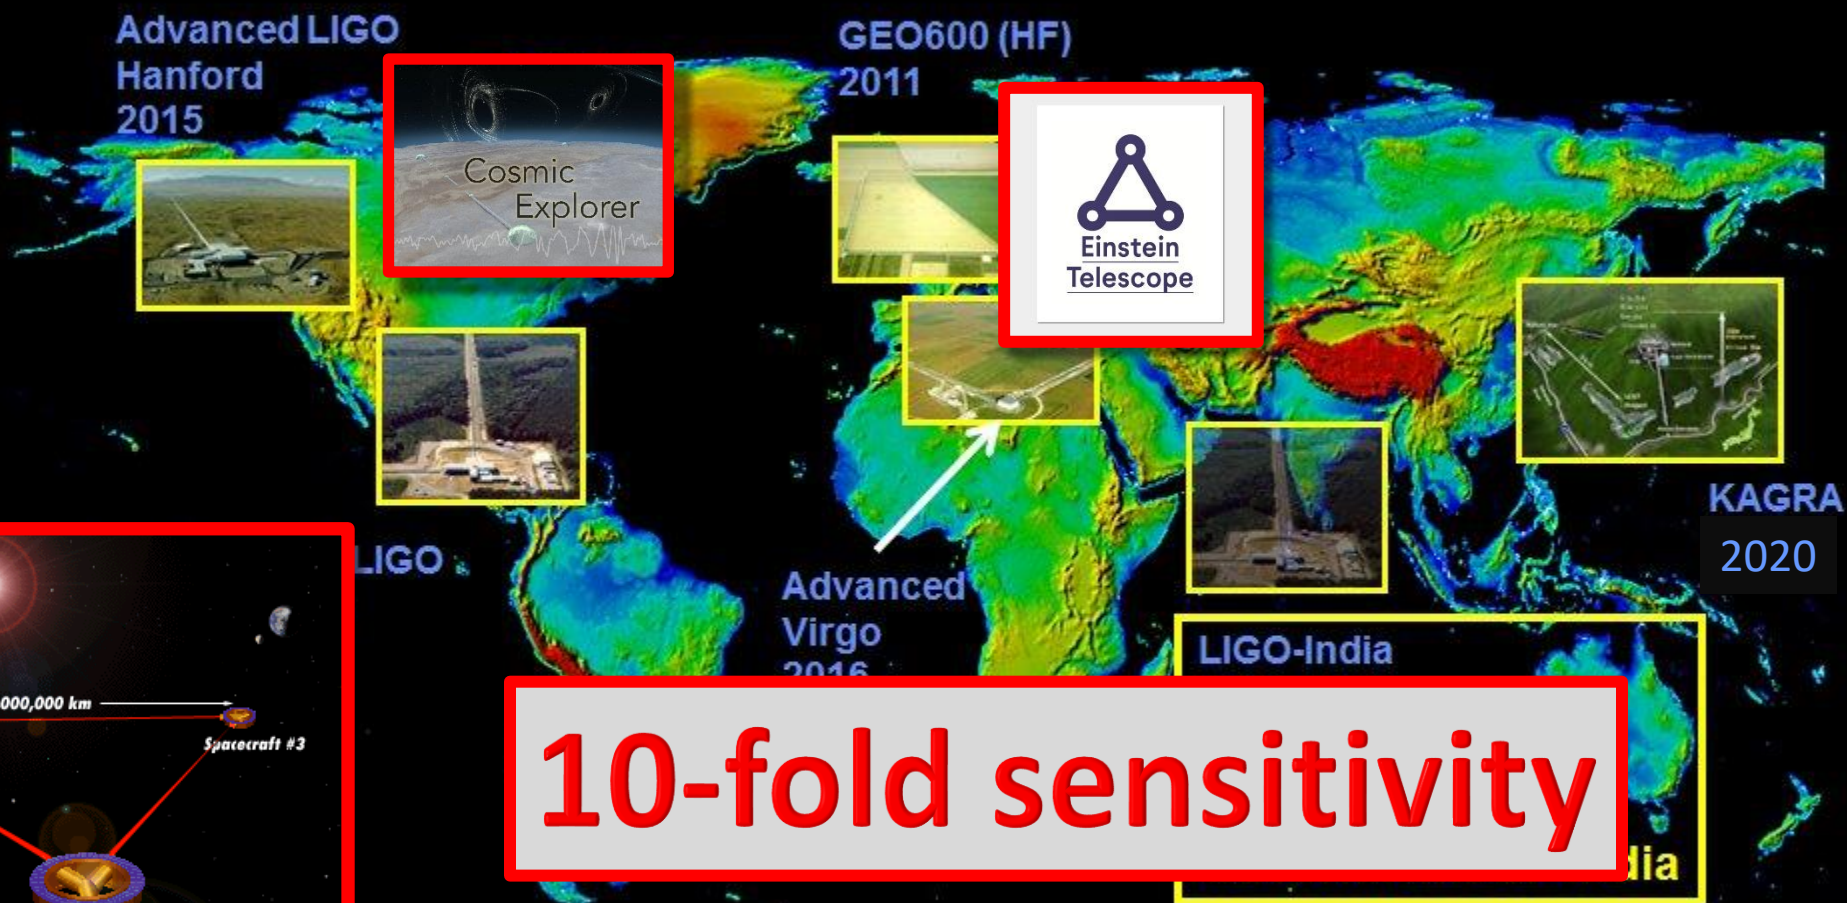 Advanced LIGO
Hanford
2015
GEO600 (HF)
2011
Cosmic
Explorer
Einstein
Telescope
KAGRA
2020
LIGO
Advanced
Virgo
2016
LIGO-India
000,000 km
Spacecraft #3
10-fold sensitivity
dia